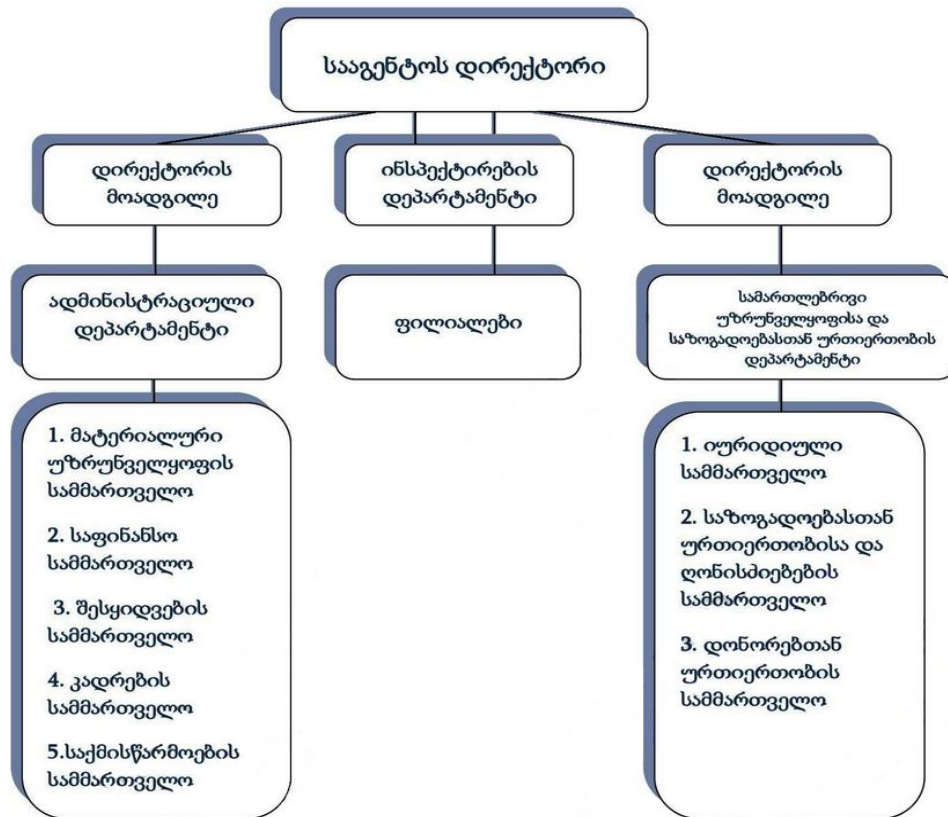 სააგენტოს დირექტორი
დირექტორის
მოადგილე
ინსპექტირების
დეპარტამენტი
დირექტორის
მოადგილე
ადმინისტრაციული
დეპარტამენტი
ფილიალები
სამართლებრივი
უზრუნველყოფისა და
საზოგადოებასთან ურთიერთობის
დეპარტამენტი
1. მატერიალური
უზრუნველყოფის
სამმართველო
2. საფინანსო
სამმართველო
3. შესყიდვების
სამმართველო
4. კადრების
სამმართველო
5.საქმისწარმოების
სამმართველო
1. იურიდიული
სამმართველო
2. საზოგადოებასთან
ურთიერთობისა და
ღონისძიებების
სამმართველო
3. დონორებთან
ურთიერთობის
სამმართველო